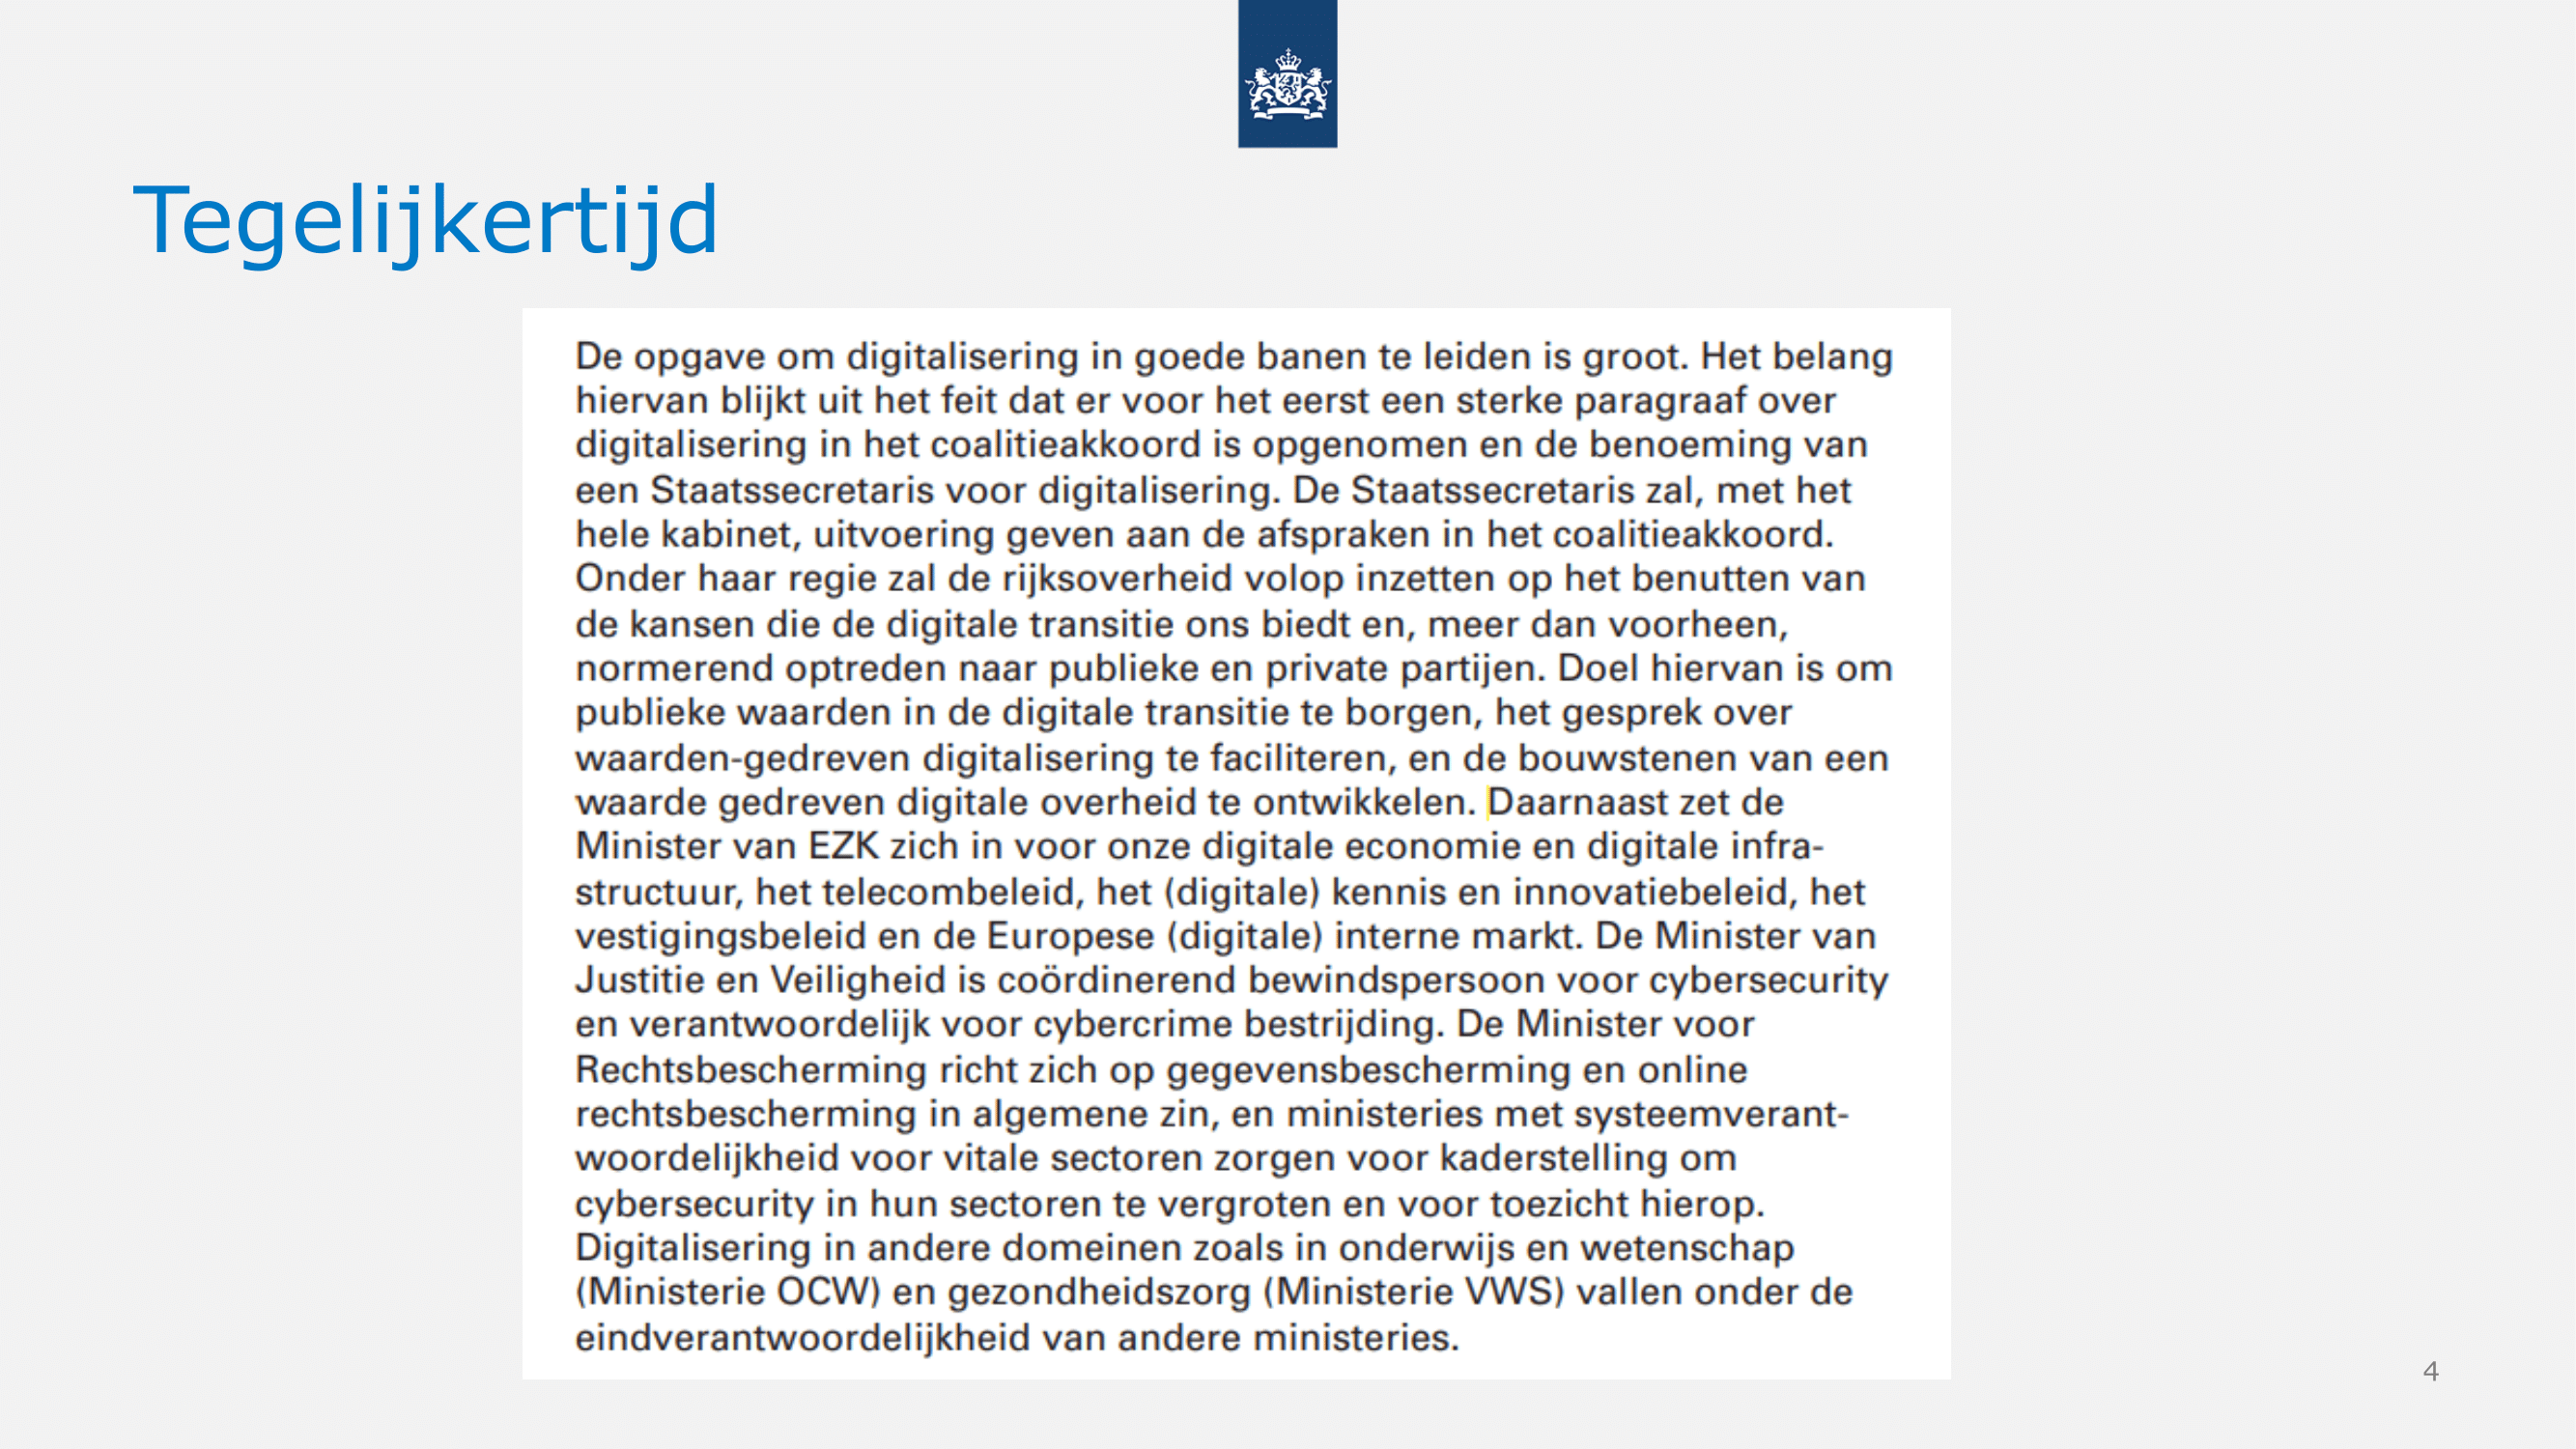 Tegelijkertijd
De opgave om digitalisering in goede banen te leiden is groot. Het belang
hiervan blijkt uit het feit dat er voor het eerst een sterke paragraaf over
digitalisering in het coalitieakkoord is opgenomen en de benoeming van
een Staatssecretaris voor digitalisering. De Staatssecretaris zal, met het
hele kabinet, uitvoering geven aan de afspraken in het coalitieakkoord.
Onder haar regie zal de rijksoverheid volop inzetten op het benutten van
de kansen die de digitale transitie ons biedt en, meer dan voorheen,
normerend optreden naar publieke en private partijen. Doel hiervan is om
publieke waarden in de digitale transitie te borgen, het gesprek over
waarden-gedreven digitalisering te faciliteren, en de bouwstenen van een
waarde gedreven digitale overheid te ontwikkelen. Daarnaast zet de
Minister van EZK zich in voor onze digitale economie en digitale infra-
structuur, het telecombeleid, het (digitale) kennis en innovatiebeleid, het
vestigingsbeleid en de Europese (digitale) interne markt. De Minister van
Justitie en Veiligheid is coördinerend bewindspersoon voor cybersecurity
en verantwoordelijk voor cybercrime bestrijding. De Minister voor
Rechtsbescherming richt zich op gegevensbescherming en online
rechtsbescherming in algemene zin, en ministeries met systeemverant-
woordelijkheid voor vitale sectoren zorgen voor kaderstelling om
cybersecurity in hun sectoren te vergroten en voor toezicht hierop.
Digitalisering in andere domeinen zoals in onderwijs en wetenschap
(Ministerie OCW) en gezondheidszorg (Ministerie VWS) vallen onder de
eindverantwoordelijkheid van andere ministeries.
4